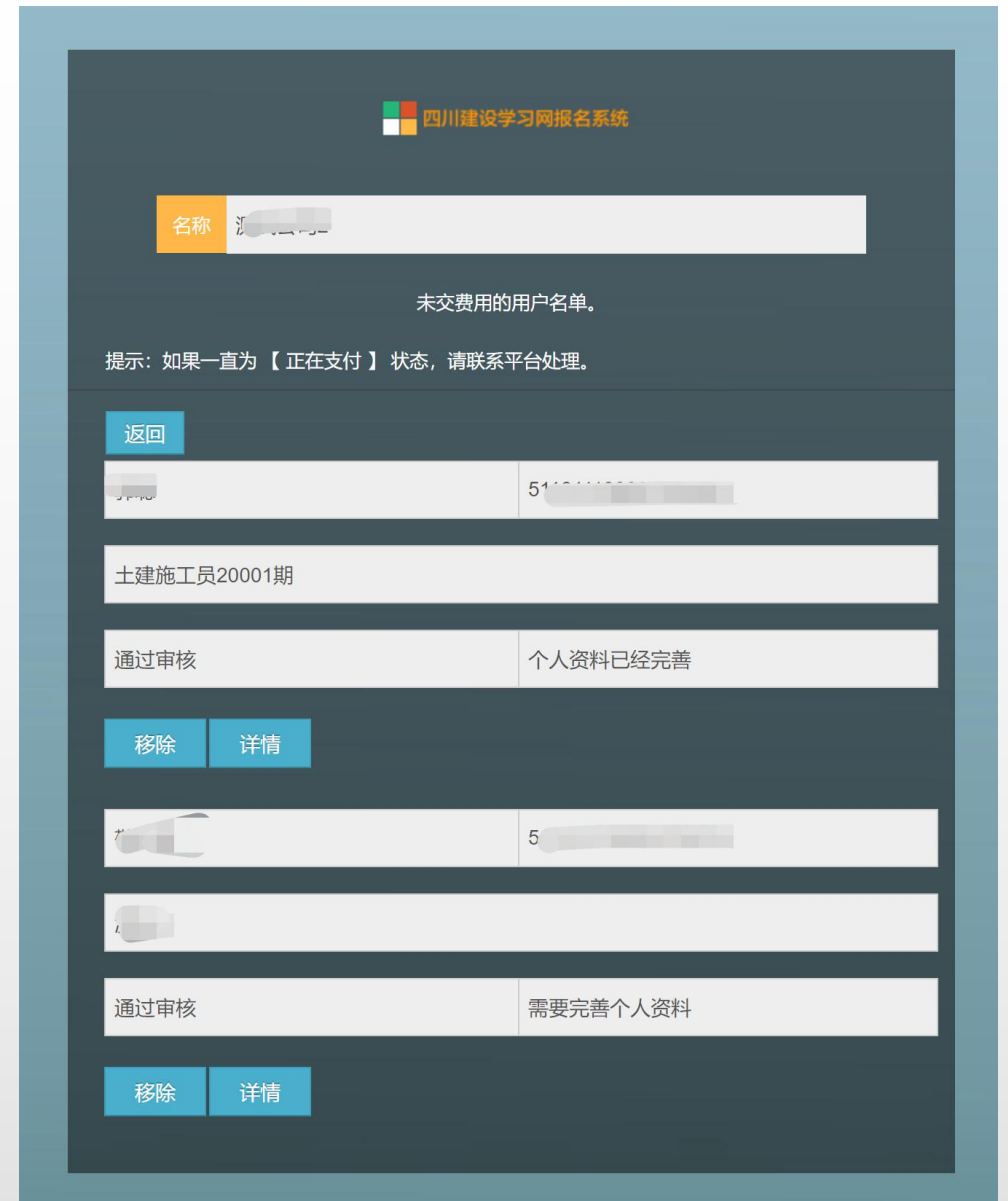 四川建设学习网报名系统
名称
未交费用的用户名单。
提示：如果一直为 【 正在支付 】 状态，请联系平台处理。
返回
土建施工员20001期
通过审核 个人资料已经完善
移除 详情
5
通过审核 需要完善个人资料
移除 详情